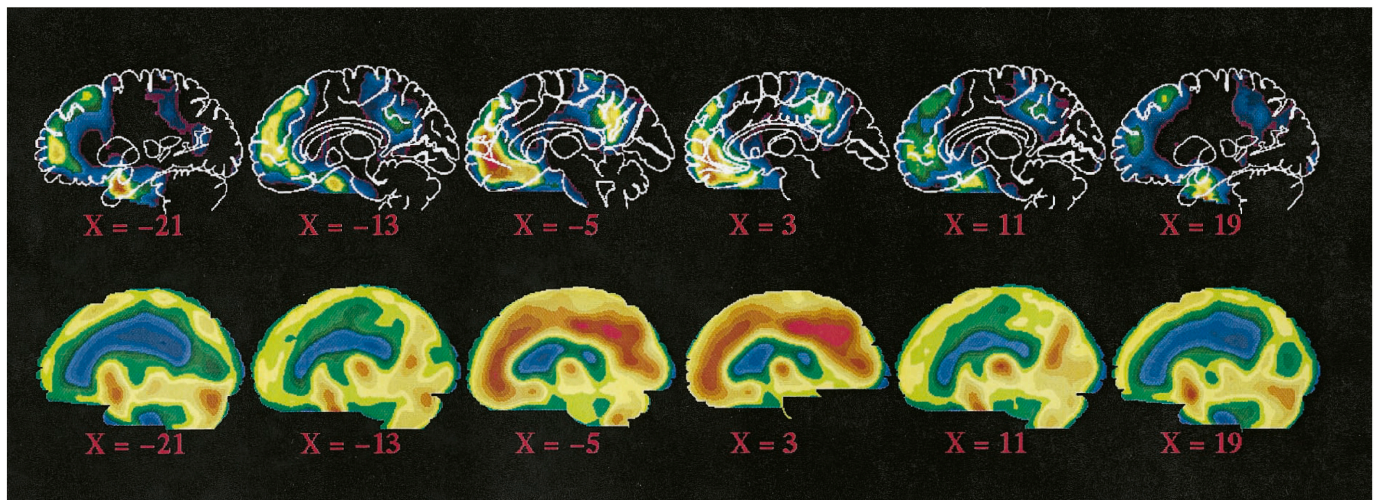 X = -21 X = -13 X = -5 X = 3 X = 11 X = 19
X = -21 X = -13 X = -5 X = 3 X = 11 X = 19